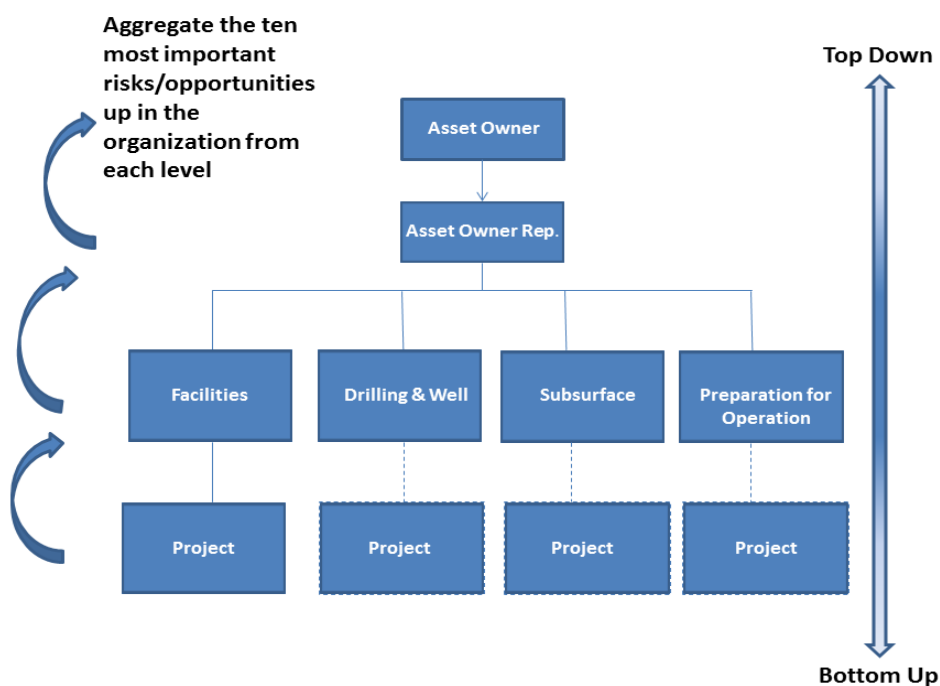 Aggregate the ten
most important
risks/opportunities
up in the
organization from
each level
Top Down
Asset Owner
Asset Owner Rep.
Facilities
Drilling & Well
Subsurface
Preparation for
Operation
Project
Project
Project
Project
Bottom Up